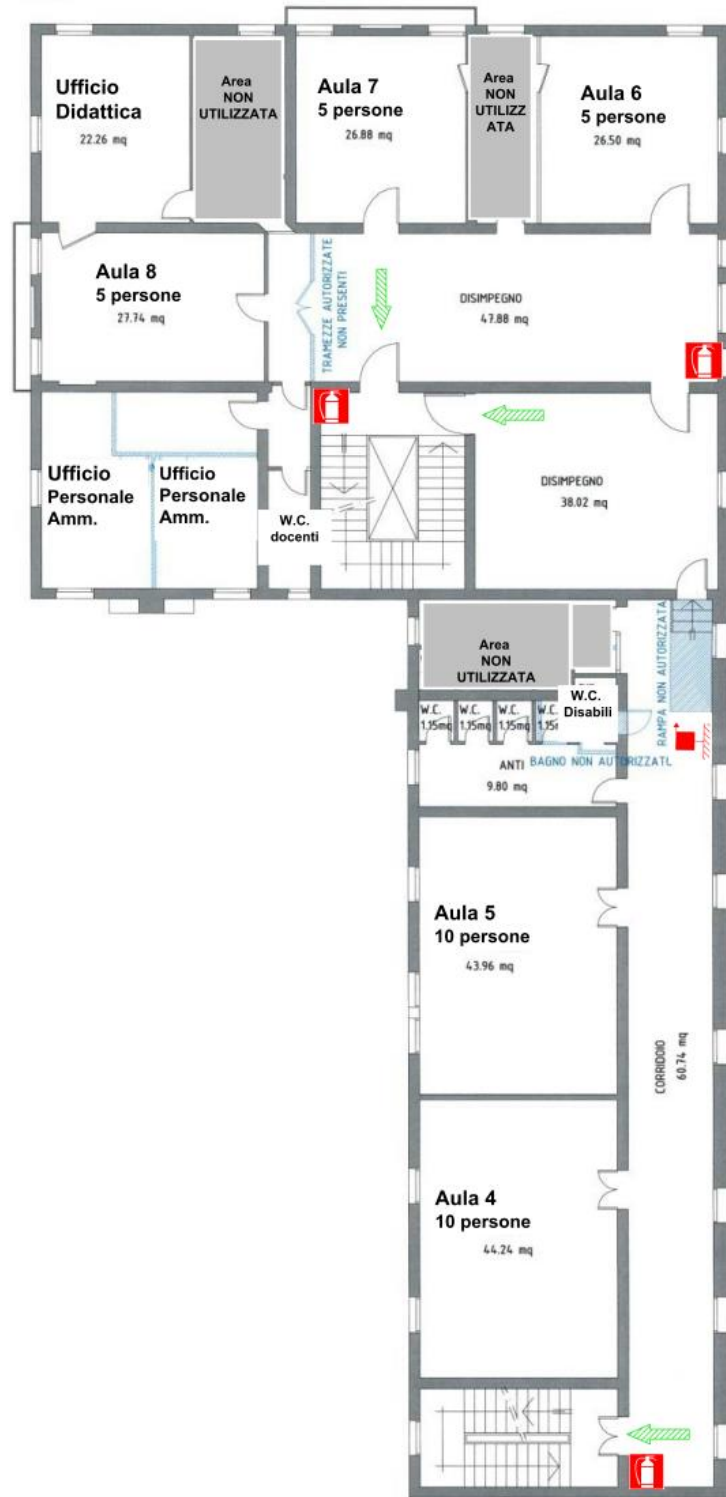 Ufficio
Didattica
22.26 mq
Area
NON
UTILIZZATA
Aula 7
5 persone
26.88 mq
Area
NON
UTILIZZ
ATA
Aula 6
5 persone
26.50 mq
Aula 8
5 persone
27.74 mq
TRAMEZZE AUTORIZZATE
NON PRESENTI
DISIMPEGNO
47.88 mq
Ufficio
Personale
Amm.
Ufficio
Personale
Amm.
W.C.
docenti
DISIMPEGNO
38.02 mq
Area
NON
UTILIZZATA
RAMPA NON AUTORIZZATA
W.C.
Disabili
W.C.
1.15mq
W.C.
1.15mq
W.C.
1.15mq
W.C.
ANTI
9.80 mq
BAGNO NON AUTORIZZAT
Aula 5
10 persone
43.96 mq
CORRIDOIO
60.74 mq
Aula 4
10 persone
44.24 mq